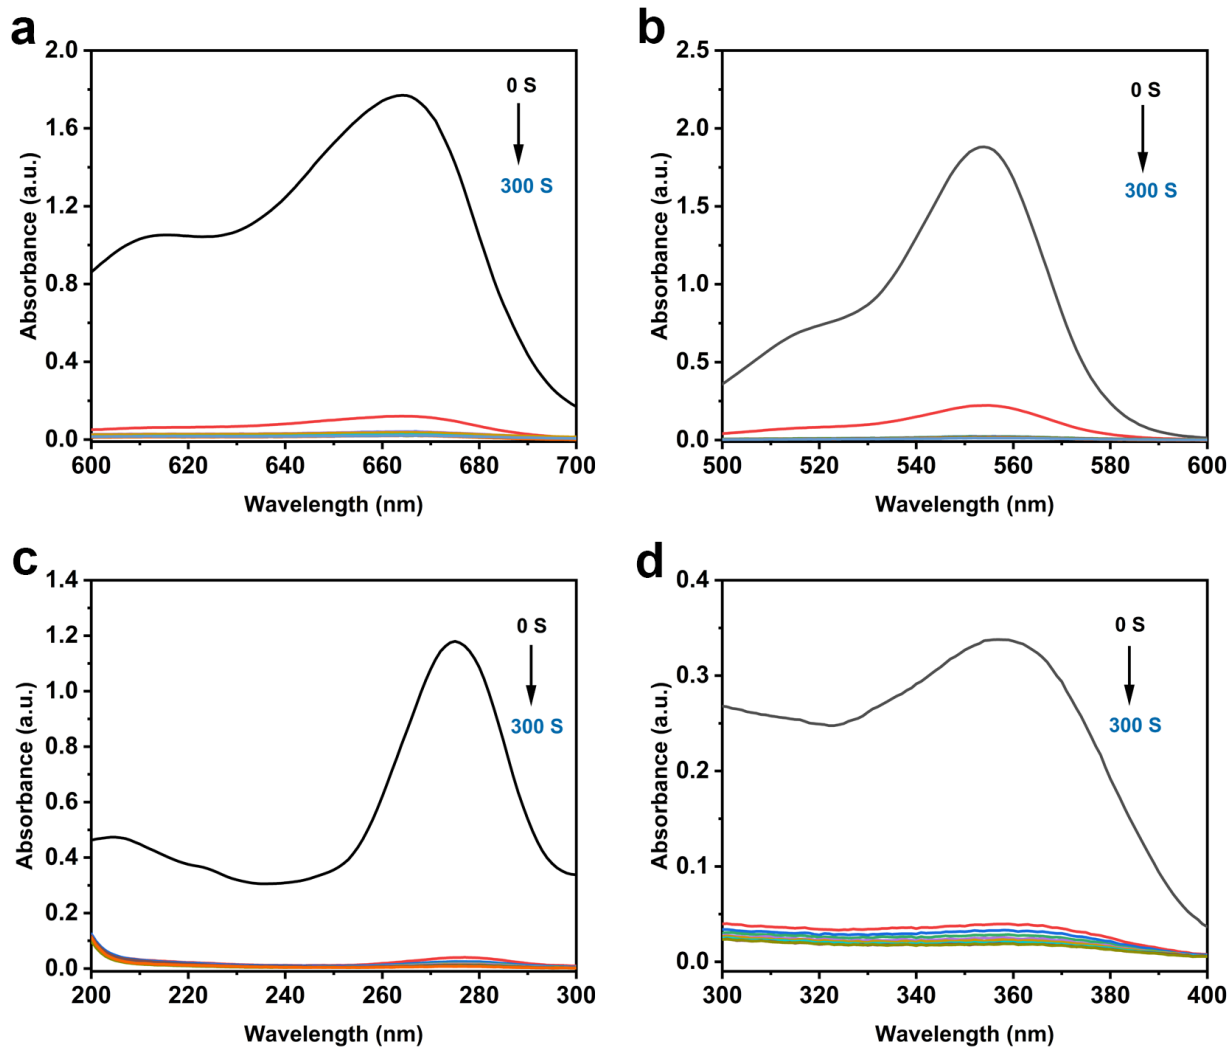 a
2.0
1.6
1.2
0.8
0.4
0.0
Absorbance (a.u.)
0 S
300 S
600 620 640 660 680 700
Wavelength (nm)
b
2.5
2.0
1.5
1.0
0.5
0.0
Absorbance (a.u.)
0 S
300 S
500 520 540 560 580 600
Wavelength (nm)
c
1.4
1.2
1.0
0.8
0.6
0.4
0.2
0.0
Absorbance (a.u.)
0 S
300 S
200 220 240 260 280 300
Wavelength (nm)
d
0.4
0.3
0.2
0.1
0.0
Absorbance (a.u.)
0 S
300 S
300 320 340 360 380 400
Wavelength (nm)